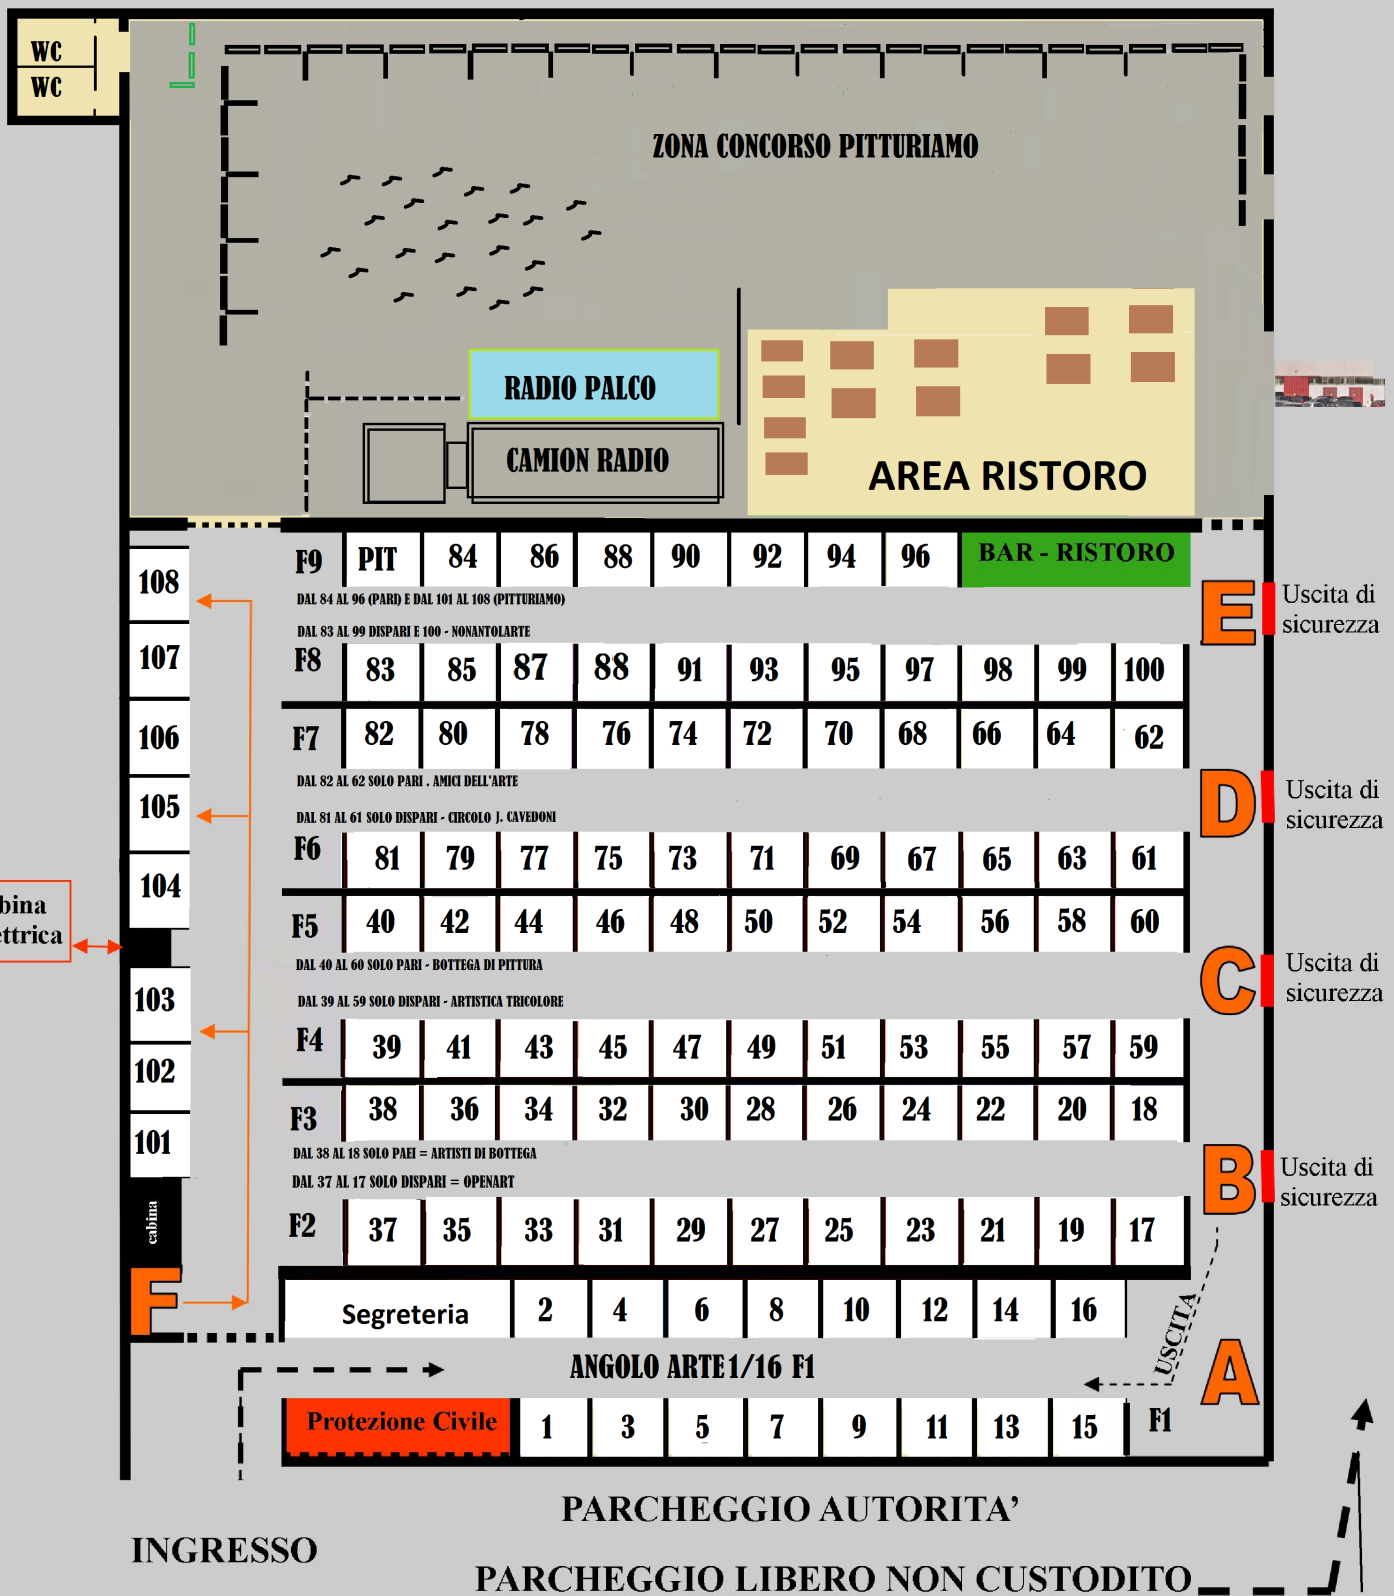 WC
WC
ZONA CONCORSO PITTURIAMO
RADIO PALCO
CAMION RADIO
AREA RISTORO
F9 PIT 84 86 88 90 92 94 96 BAR - RISTORO
DAL 84 AL 96 (PARI) E DAL 101 AL 108 (PITTURIAMO)
DAL 83 AL 99 DISPARI E 100 - NONANTOLARTE
F8 83 85 87 88 91 93 95 97 98 99 100
F7 82 80 78 76 74 72 70 68 66 64 62
DAL 82 AL 62 SOLO PARI . AMICI DELL'ARTE
DAL 81 AL 61 SOLO DISPARI - CIRCOLO J. CAVEDONI
F6 81 79 77 75 73 71 69 67 65 63 61
F5 40 42 44 46 48 50 52 54 56 58 60
DAL 40 AL 60 SOLO PARI - BOTTEGA DI PITTURA
DAL 39 AL 59 SOLO DISPARI - ARTISTICA TRICOLORE
F4 39 41 43 45 47 49 51 53 55 57 59
F3 38 36 34 32 30 28 26 24 22 20 18
DAL 38 AL 18 SOLO PAEI = ARTISTI DI BOTTEGA
DAL 37 AL 17 SOLO DISPARI = OPENART
F2 37 35 33 31 29 27 25 23 21 19 17
Segreteria 2 4 6 8 10 12 14 16
ANGOLO ARTE 1/16 F1
Protezione Civile 1 3 5 7 9 11 13 15 F1
108
107
106
105
104
bina
ettrica
103
102
101
cabina
F
E
Uscita di
sicurezza
D
Uscita di
sicurezza
C
Uscita di
sicurezza
B
Uscita di
sicurezza
USCITA
A
PARCHEGGIO AUTORITA’
INGRESSO
PARCHEGGIO LIBERO NON CUSTODITO